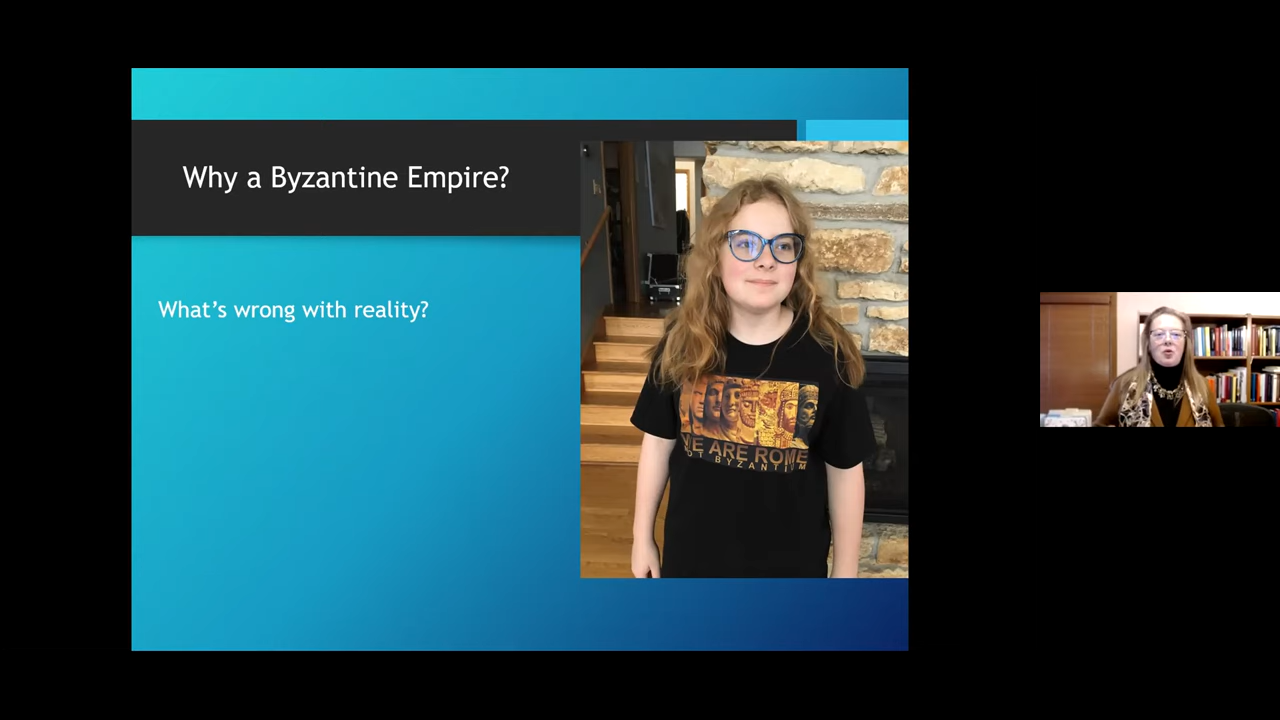 Why a Byzantine Empire?
What's wrong with reality?
WE ARE ROME
NOT BYZANTIUM